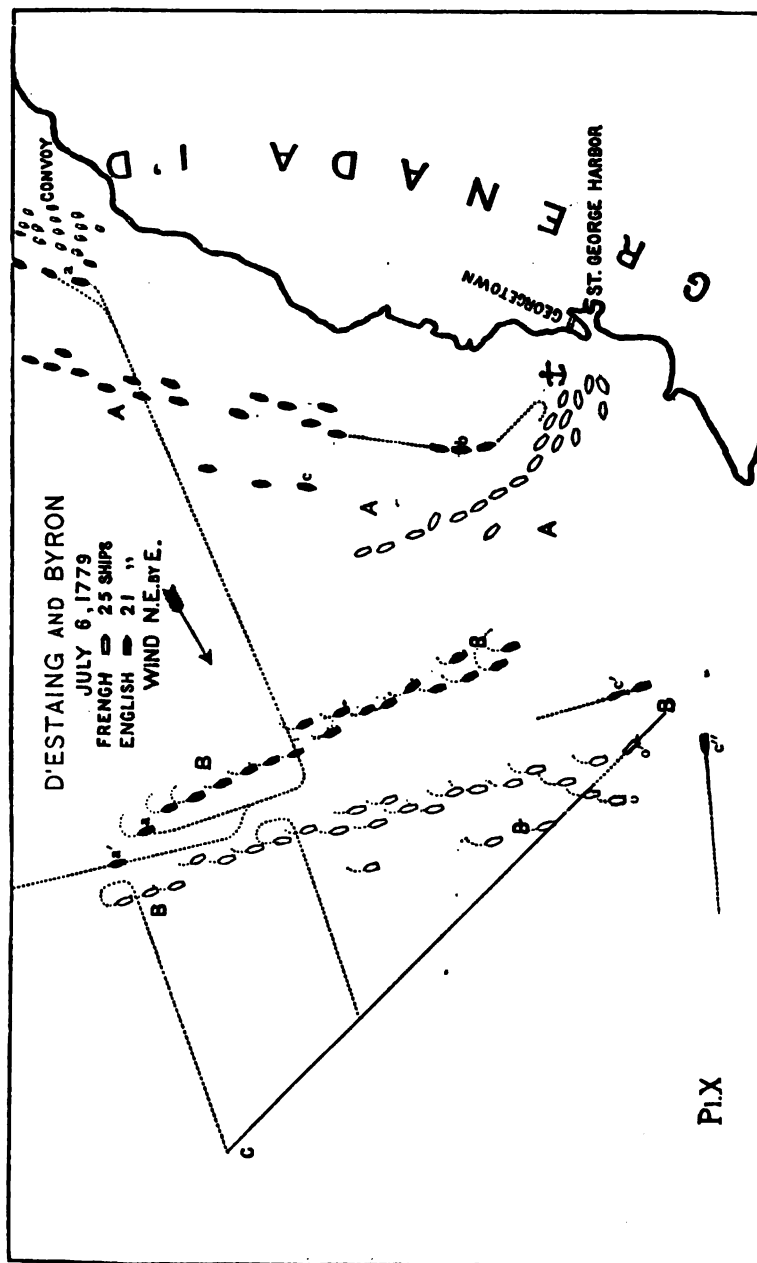 D'ESTAING AND BYRON
JULY 6, 1779
FRENCH 25 SHIPS
ENGLISH 21 ,,
WIND N.E. BY E.
GRENADA I'D
CONVOY
GEORGETOWN
ST. GEORGE HARBOR
a
A
b
c
A
A
B
B'
B
a
a'
B
B
B
c'
c''
o
C
Pl. X